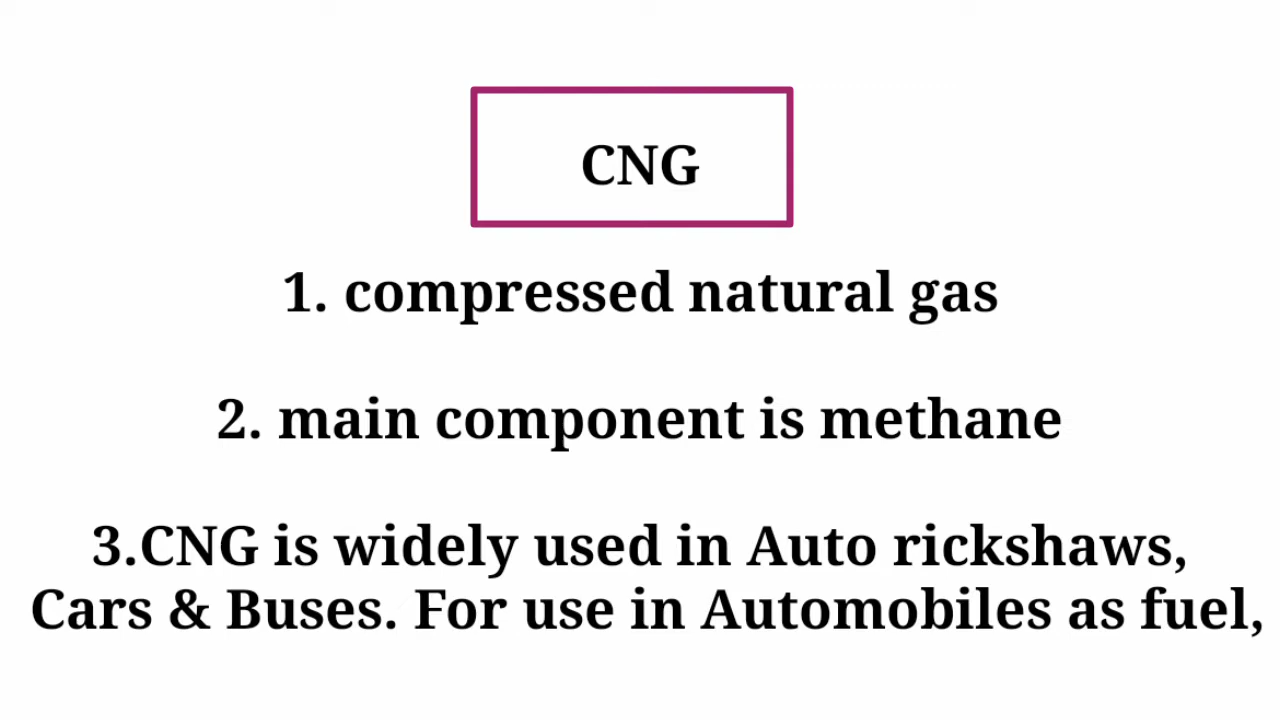 CNG
1. compressed natural gas
2. main component is methane
3.CNG is widely used in Auto rickshaws,
Cars & Buses. For use in Automobiles as fuel,